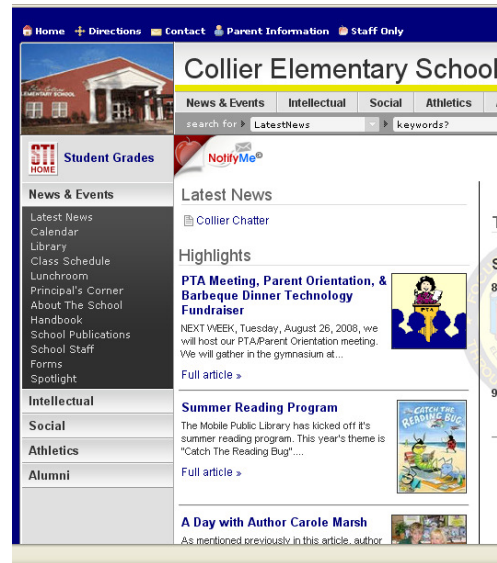 Home Directions Contact Parent Information Staff Only
Collier Elementary School
News & Events Intellectual Social Athletics
search for LatestNews keywords?
STI
HOME
Student Grades
NotifyMe®
News & Events
Latest News
Calendar
Library
Class Schedule
Lunchroom
Principal's Corner
About The School
Handbook
School Publications
School Staff
Forms
Spotlight
Intellectual
Social
Athletics
Alumni
Latest News
Collier Chatter
Highlights
PTA Meeting, Parent Orientation, &
Barbeque Dinner Technology
Fundraiser
NEXT WEEK, Tuesday, August 26, 2008, we
will host our PTA/Parent Orientation meeting.
We will gather in the gymnasium at...
Full article »
PTA
Summer Reading Program
The Mobile Public Library has kicked off it's
summer reading program. This year's theme is
"Catch The Reading Bug"....
Full article »
CATCH THE
READING BUG
A Day with Author Carole Marsh
As mentioned previously in this article, author